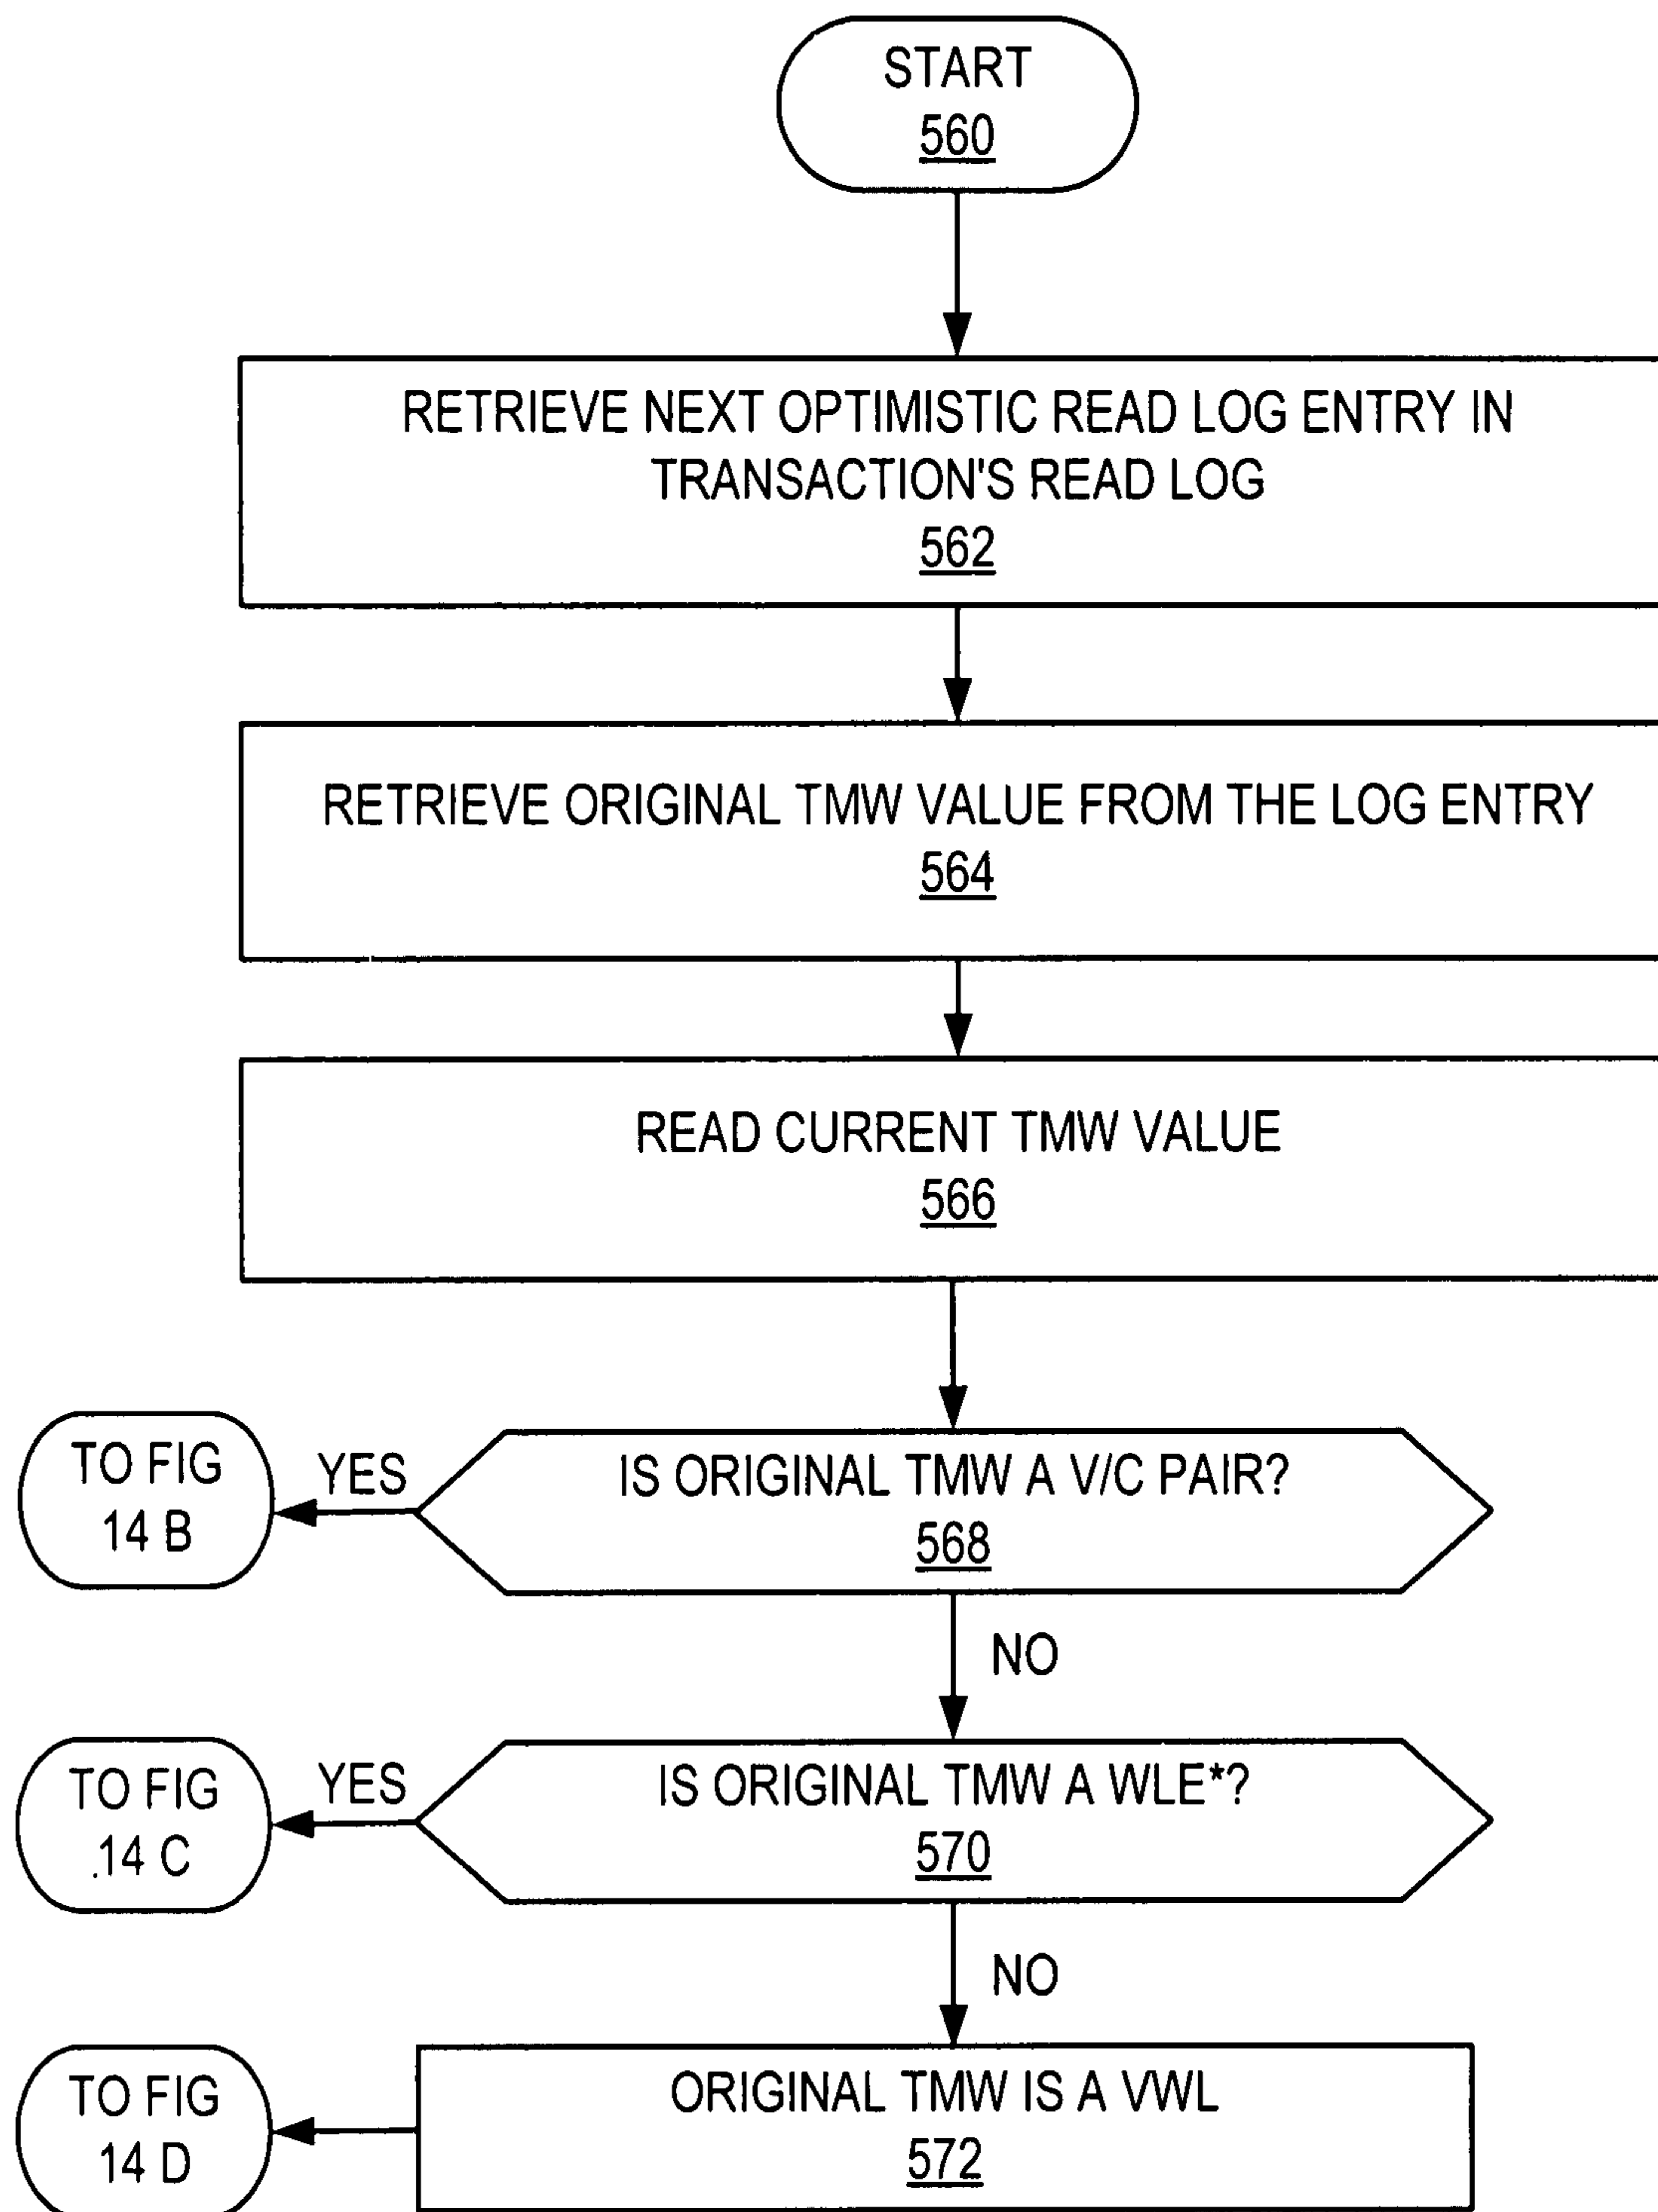 START
560
RETRIEVE NEXT OPTIMISTIC READ LOG ENTRY IN
TRANSACTION'S READ LOG
562
RETRIEVE ORIGINAL TMW VALUE FROM THE LOG ENTRY
564
READ CURRENT TMW VALUE
566
TO FIG
14 B
YES
IS ORIGINAL TMW A V/C PAIR?
568
NO
TO FIG
.14 C
YES
IS ORIGINAL TMW A WLE*?
570
NO
TO FIG
14 D
ORIGINAL TMW IS A VWL
572